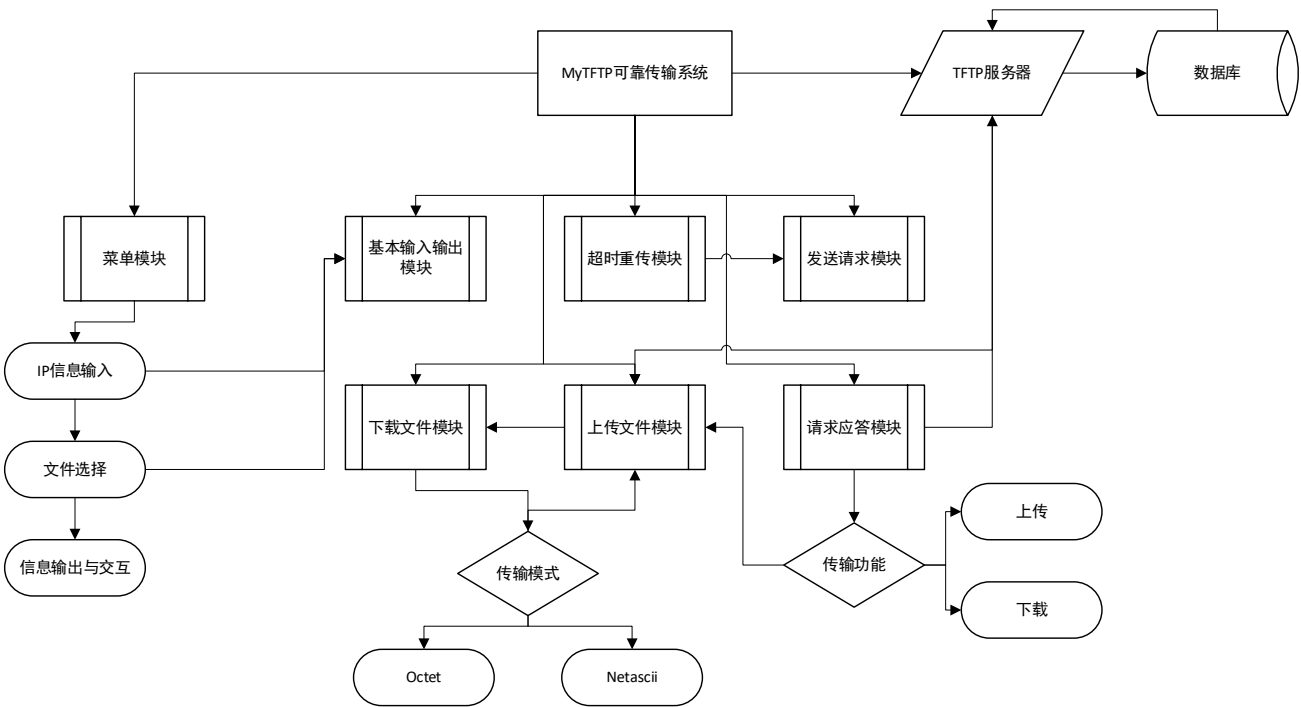 MyTFTP可靠传输系统
TFTP服务器
数据库
菜单模块
基本输入输出
模块
超时重传模块
发送请求模块
IP信息输入
下载文件模块
上传文件模块
请求应答模块
文件选择
上传
信息输出与交互
传输模式
传输功能
下载
Octet
Netascii